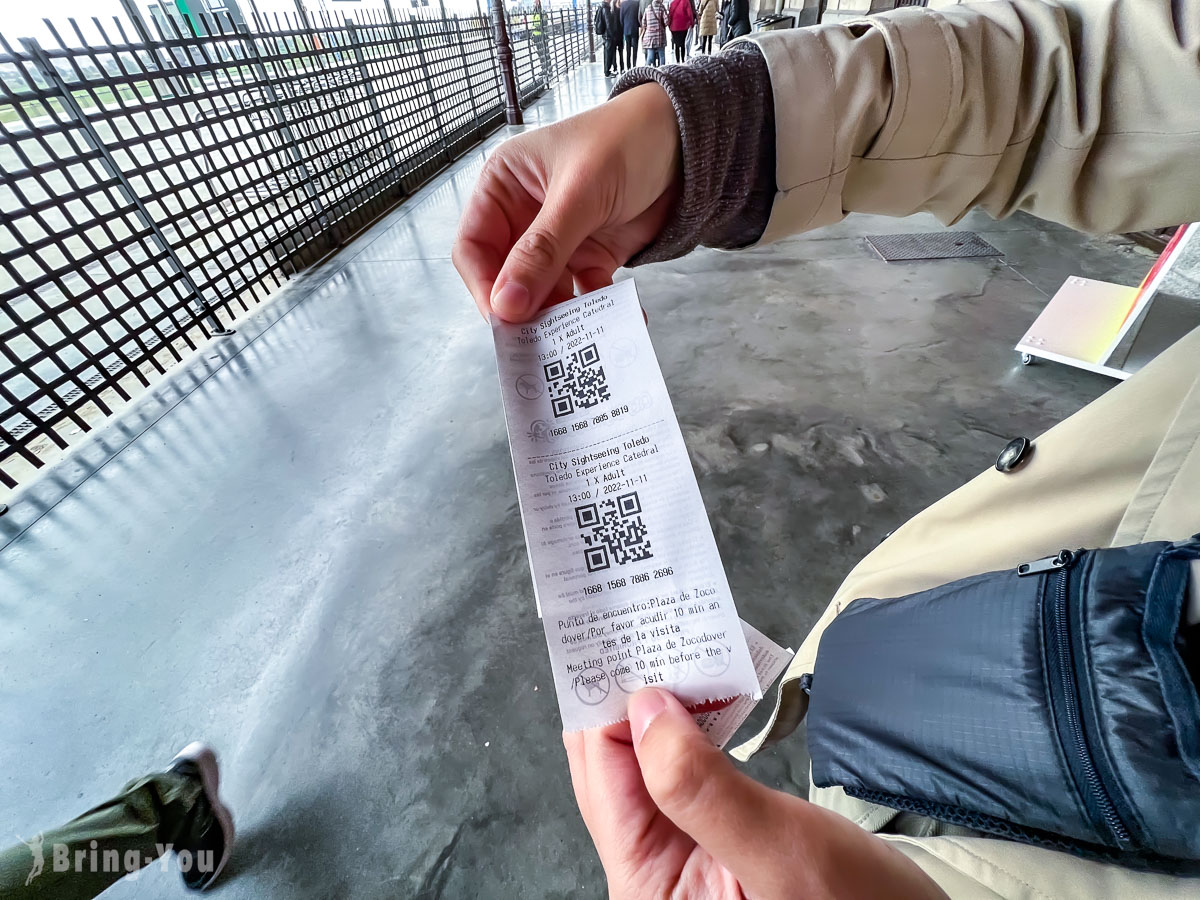 City Sightseeing Toledo
Toledo Experience Catedral
1 X Adult
13:00 / 2022-11-11
1668 1568 7805 8819
City Sightseeing Toledo
Toledo Experience Catedral
1 X Adult
13:00 / 2022-11-11
1668 1568 7886 2696
Punto de encuentro:Plaza de Zoco
dover/Por favor acudir 10 min an
tes de la visita
Meeting point Plaza de Zocodover
/Please come 10 min before the v
isit
Bring-You